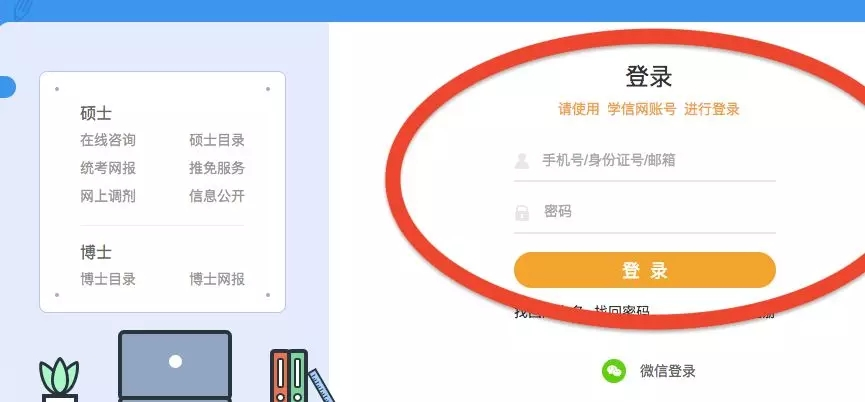 硕士
在线咨询 硕士目录
统考网报 推免服务
网上调剂 信息公开
博士
博士目录 博士网报
登录
请使用 学信网账号 进行登录
手机号/身份证号/邮箱
密码
登 录
找回密码
微信登录